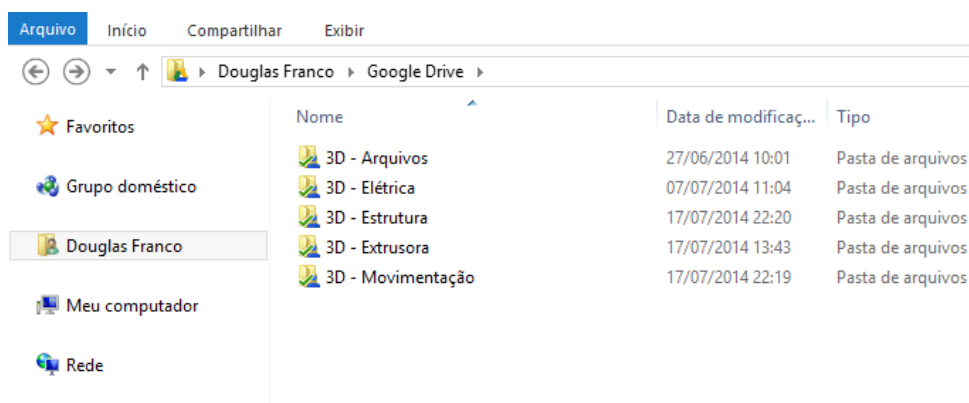 Arquivo Início Compartilhar Exibir
Douglas Franco Google Drive
Favoritos
Grupo doméstico
Douglas Franco
Meu computador
Rede
Nome Data de modificaç... Tipo
3D - Arquivos 27/06/2014 10:01 Pasta de arquivos
3D - Elétrica 07/07/2014 11:04 Pasta de arquivos
3D - Estrutura 17/07/2014 22:20 Pasta de arquivos
3D - Extrusora 17/07/2014 13:43 Pasta de arquivos
3D - Movimentação 17/07/2014 22:19 Pasta de arquivos